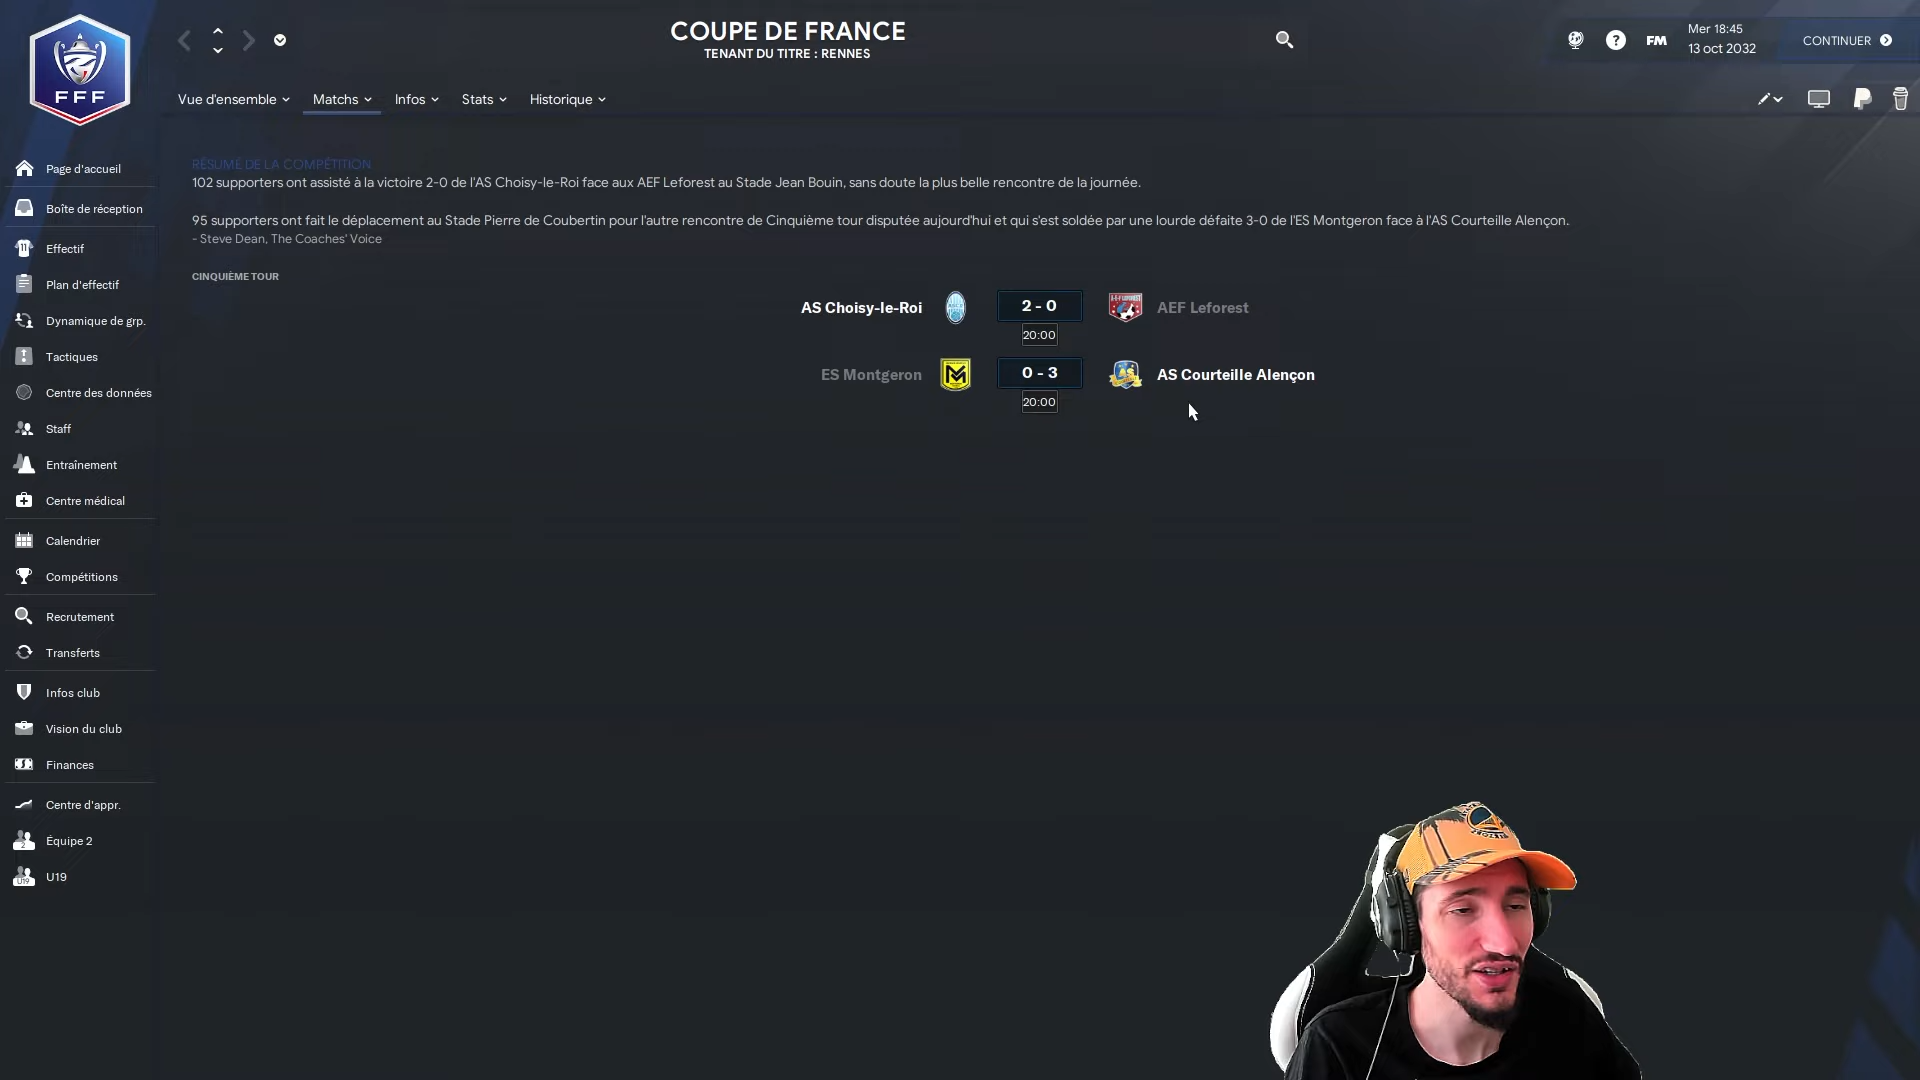 COUPE DE FRANCE
TENANT DU TITRE : RENNES
FM
Mer 18:45
13 oct 2032
CONTINUER
FFF
Vue d'ensemble
Matchs
Infos
Stats
Historique
Page d'accueil
Boîte de réception
Effectif
Plan d'effectif
Dynamique de grp.
Tactiques
Centre des données
Staff
Entraînement
Centre médical
Calendrier
Compétitions
Recrutement
Transferts
Infos club
Vision du club
Finances
Centre d'appr.
2
Équipe 2
U19
U19
RÉSUMÉ DE LA COMPÉTITION
102 supporters ont assisté à la victoire 2-0 de l'AS Choisy-le-Roi face aux AEF Leforest au Stade Jean Bouin, sans doute la plus belle rencontre de la journée.
95 supporters ont fait le déplacement au Stade Pierre de Coubertin pour l'autre rencontre de Cinquième tour disputée aujourd'hui et qui s'est soldée par une lourde défaite 3-0 de l'ES Montgeron face à l'AS Courteille Alençon.
- Steve Dean, The Coaches' Voice
CINQUIÈME TOUR
AS Choisy-le-Roi 2 - 0 AEF Leforest
20:00
ES Montgeron 0 - 3 AS Courteille Alençon
20:00